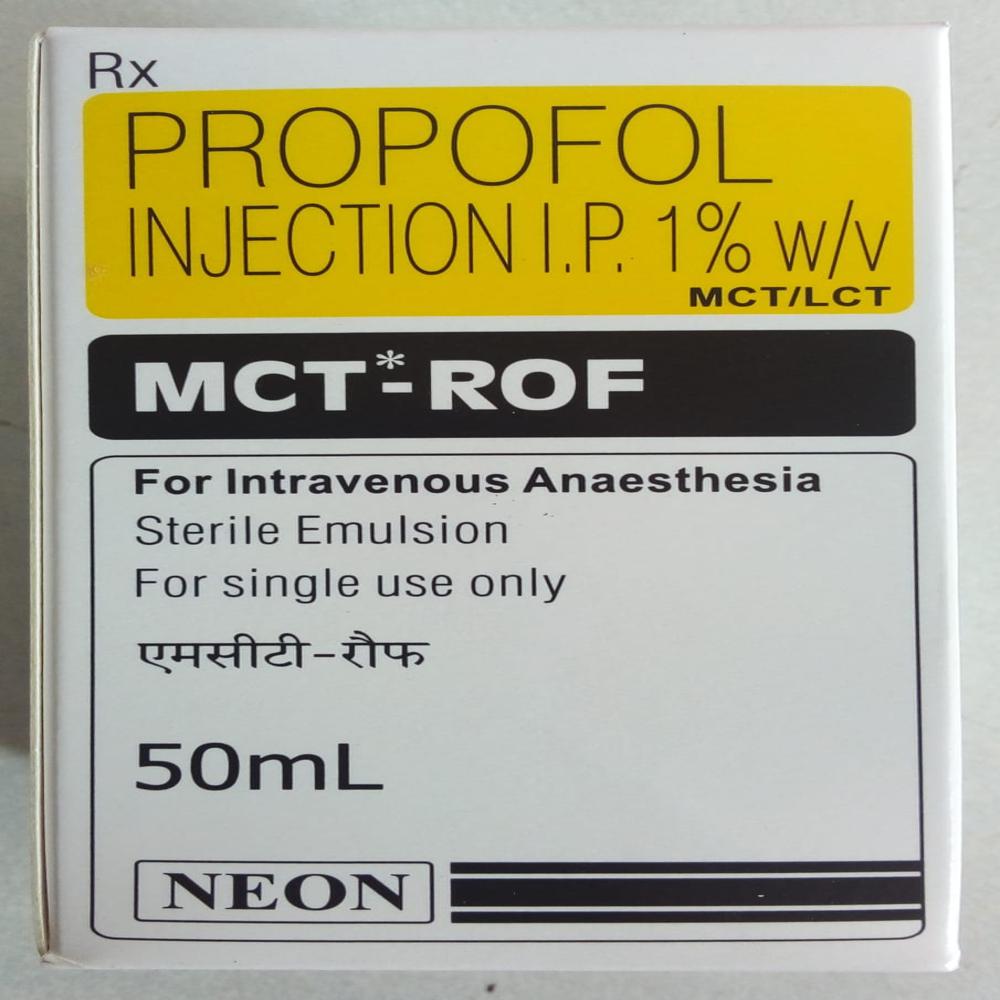 Rx
PROPOFOL
INJECTION I.P. 1% w/v
MCT/LCT
MCT*-ROF
For Intravenous Anaesthesia
Sterile Emulsion
For single use only
एमसीटी-रौफ
50mL
NEON